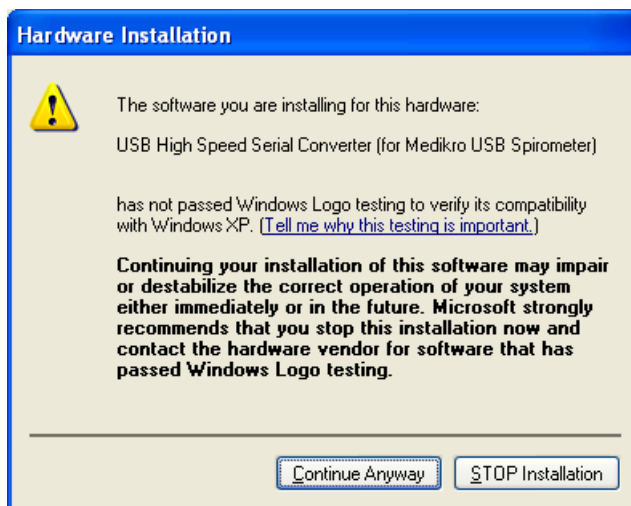 Hardware Installation
The software you are installing for this hardware:
USB High Speed Serial Converter (for Medikro USB Spirometer)
has not passed Windows Logo testing to verify its compatibility
with Windows XP. (Tell me why this testing is important.)
Continuing your installation of this software may impair
or destabilize the correct operation of your system
either immediately or in the future. Microsoft strongly
recommends that you stop this installation now and
contact the hardware vendor for software that has
passed Windows Logo testing.
Continue Anyway
STOP Installation